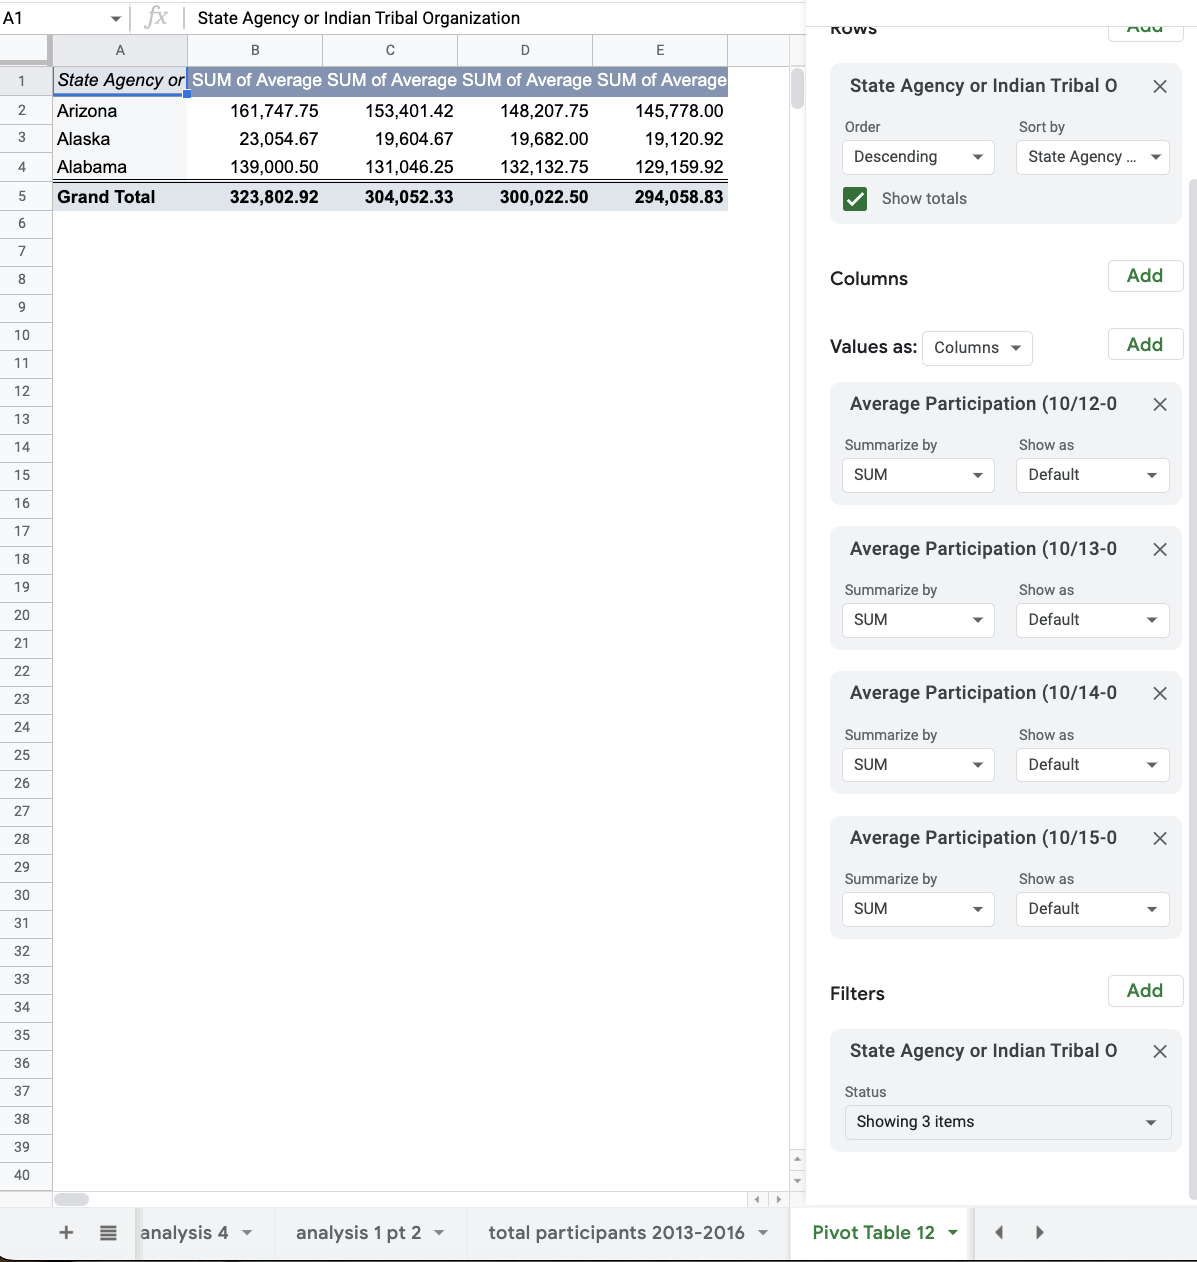 A1 fx State Agency or Indian Tribal Organization
A B C D E
1 State Agency or SUM of Average SUM of Average SUM of Average SUM of Average
2 Arizona 161,747.75 153,401.42 148,207.75 145,778.00
3 Alaska 23,054.67 19,604.67 19,682.00 19,120.92
4 Alabama 139,000.50 131,046.25 132,132.75 129,159.92
5 Grand Total 323,802.92 304,052.33 300,022.50 294,058.83
6
7
8
9
10
11
12
13
14
15
16
17
18
19
20
21
22
23
24
25
26
27
28
29
30
31
32
33
34
35
36
37
38
39
40
Rows Add
State Agency or Indian Tribal O
Order Sort by
Descending State Agency ...
Show totals
Columns Add
Values as: Columns Add
Average Participation (10/12-0
Summarize by Show as
SUM Default
Average Participation (10/13-0
Summarize by Show as
SUM Default
Average Participation (10/14-0
Summarize by Show as
SUM Default
Average Participation (10/15-0
Summarize by Show as
SUM Default
Filters Add
State Agency or Indian Tribal O
Status
Showing 3 items
analysis 4 analysis 1 pt 2 total participants 2013-2016 Pivot Table 12